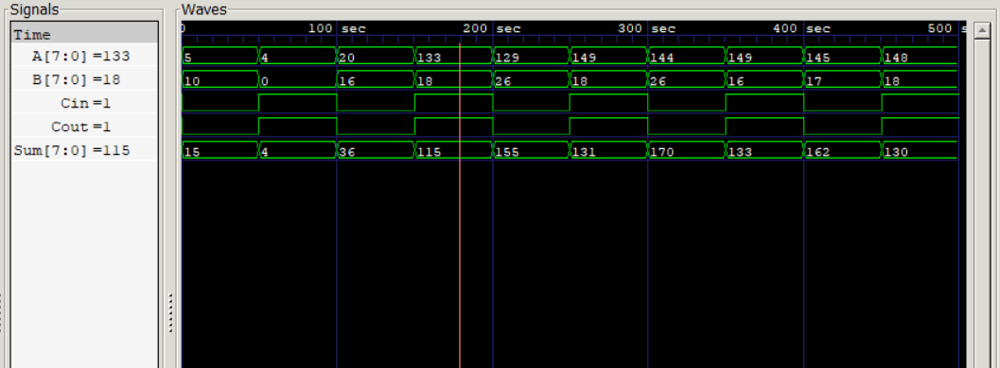 Signals
Waves
Time
0 100 sec 200 sec 300 sec 400 sec 500 s
A[7:0] =133 5 4 20 133 129 149 144 149 145 148
B[7:0] =18 10 0 16 18 26 18 26 16 17 18
Cin =1
Cout =1
Sum[7:0] =115 15 4 36 115 155 131 170 133 162 130